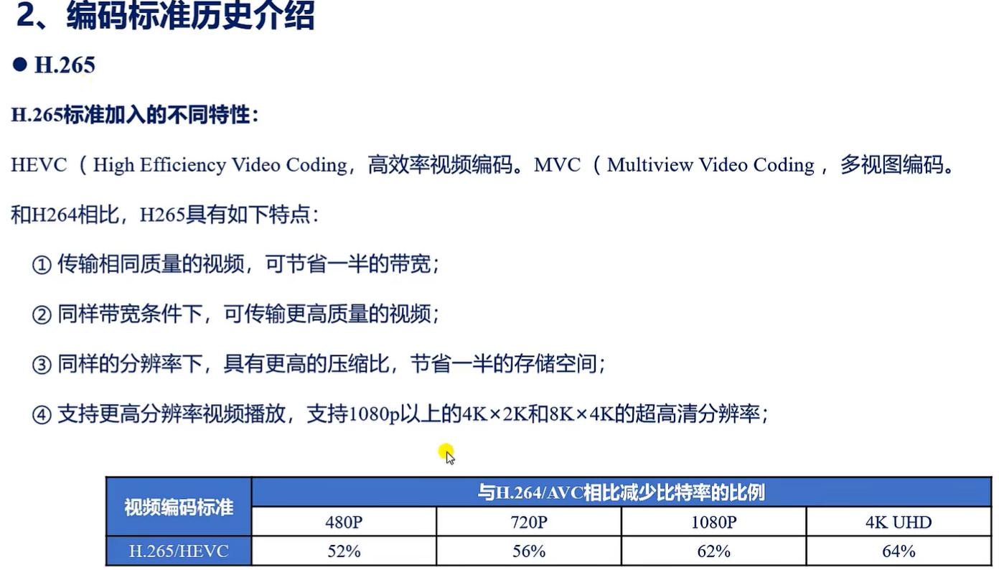 2、编码标准历史介绍
● H.265
H.265标准加入的不同特性：
HEVC（High Efficiency Video Coding，高效率视频编码。MVC（Multiview Video Coding ，多视图编码。
和H264相比，H265具有如下特点：
① 传输相同质量的视频，可节省一半的带宽；
② 同样带宽条件下，可传输更高质量的视频；
③ 同样的分辨率下，具有更高的压缩比，节省一半的存储空间；
④ 支持更高分辨率视频播放，支持1080p以上的4K×2K和8K×4K的超高清分辨率；
视频编码标准 与H.264/AVC相比减少比特率的比例
480P 720P 1080P 4K UHD
H.265/HEVC 52% 56% 62% 64%